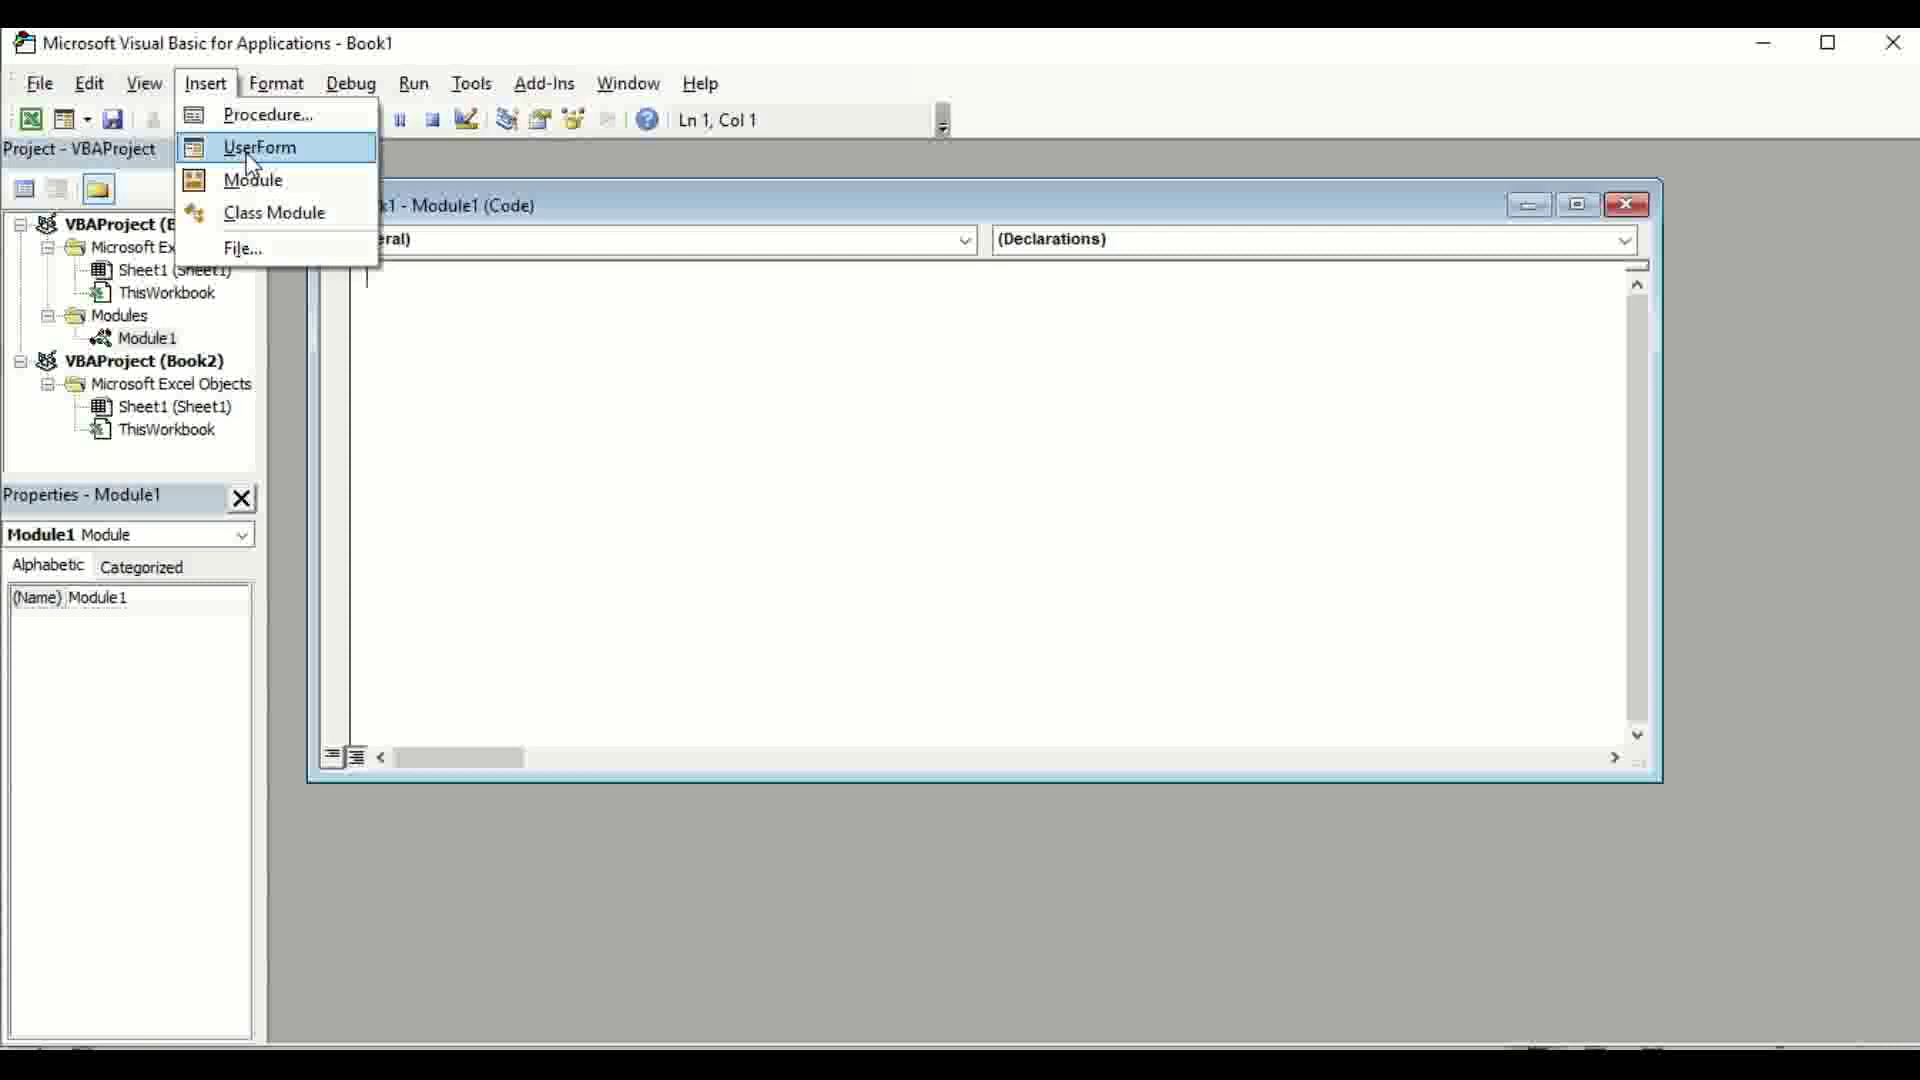 Microsoft Visual Basic for Applications - Book1
File Edit View Insert Format Debug Run Tools Add-Ins Window Help
Ln 1, Col 1
Procedure...
UserForm
Module
Class Module
File...
Project - VBAProject
VBAProject (B
Microsoft Ex
Sheet1 (Sheet1)
ThisWorkbook
Modules
Module1
VBAProject (Book2)
Microsoft Excel Objects
Sheet1 (Sheet1)
ThisWorkbook
k1 - Module1 (Code)
eral)
(Declarations)
Properties - Module1
Module1 Module
Alphabetic Categorized
(Name) Module1